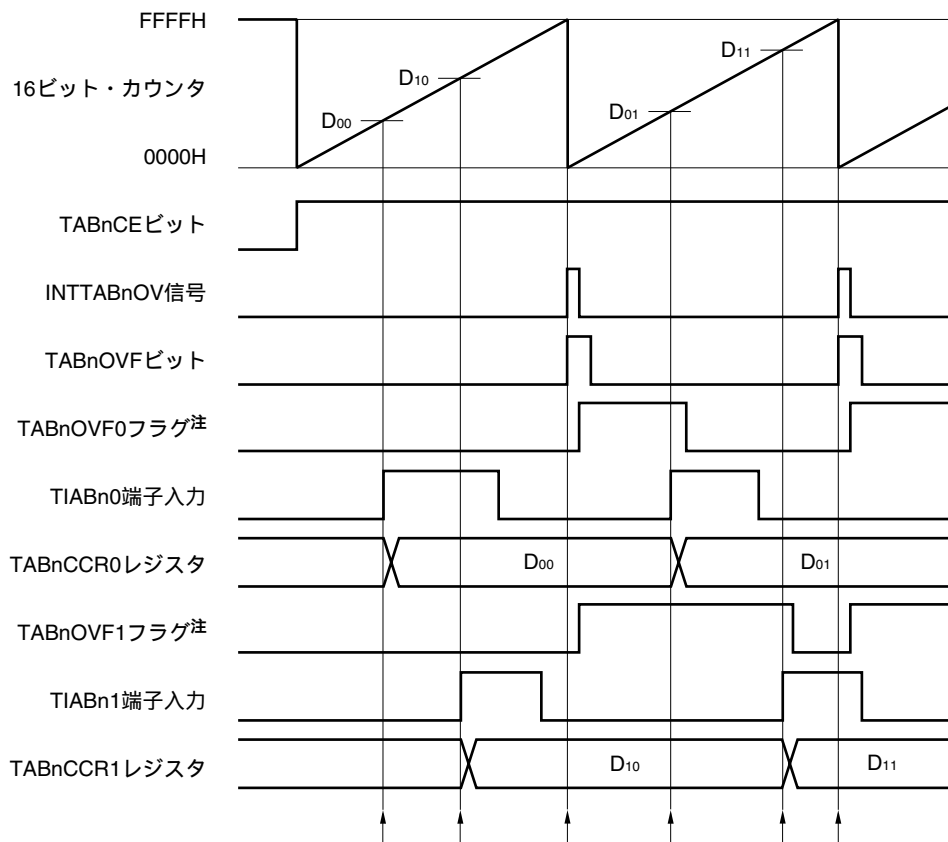 FFFFH
D11
D10
16ビット・カウンタ
D00
D01
0000H
TABnCEビット
INTTABnOV信号
TABnOVFビット
TABnOVF0フラグ注
TIABn0端子入力
TABnCCR0レジスタ
D00
D01
TABnOVF1フラグ注
TIABn1端子入力
TABnCCR1レジスタ
D10
D11